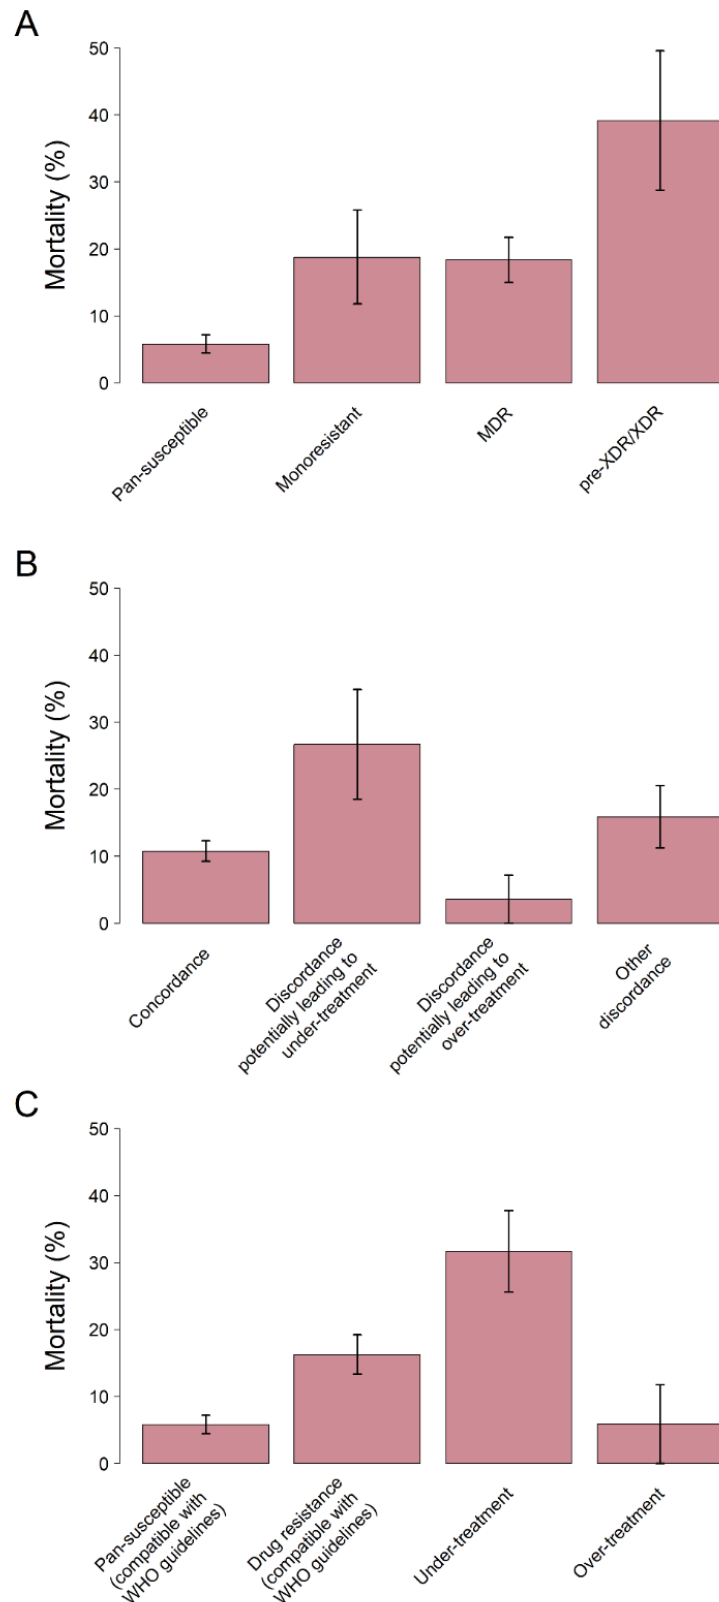 A
Mortality (%)
50
40
30
20
10
0
Pan-susceptible
Monoresistant
MDR
pre-XDR/XDR
B
Mortality (%)
50
40
30
20
10
0
Concordance
Discordance
potentially leading to
under-treatment
Discordance
potentially leading to
over-treatment
Other
discordance
C
Mortality (%)
50
40
30
20
10
0
Pan-susceptible
(compatible with
WHO guidelines)
Drug resistance
(compatible with
WHO guidelines)
Under-treatment
Over-treatment